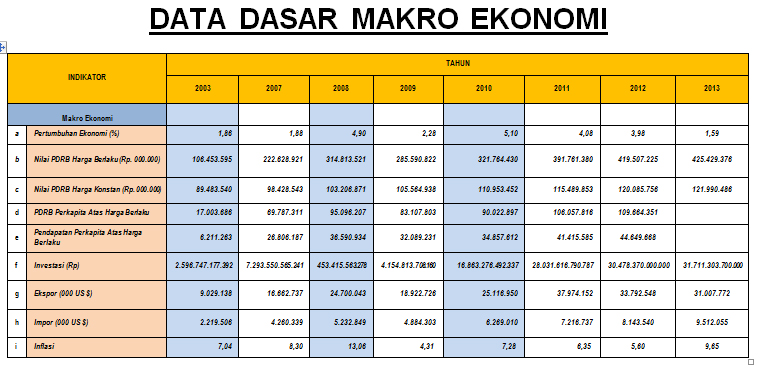 DATA DASAR MAKRO EKONOMI
INDIKATOR
TAHUN
2003 2007 2008 2009 2010 2011 2012 2013
Makro Ekonomi
a Pertumbuhan Ekonomi (%) 1,86 1,88 4,90 2,28 5,10 4,08 3,98 1,59
b Nilai PDRB Harga Berlaku (Rp. 000.000) 106.453.595 222.628.921 314.813.521 285.590.822 321.764.430 391.761.380 419.507.225 425.429.376
c Nilai PDRB Harga Konstan (Rp. 000.000) 89.483.540 98.428.543 103.206.871 105.564.938 110.953.452 115.489.853 120.085.756 121.990.486
d PDRB Perkapita Atas Harga Berlaku 17.003.686 69.787.311 95.096.207 83.107.803 90.022.897 106.057.816 109.664.351
e Pendapatan Perkapita Atas Harga
Berlaku 6.211.263 26.806.187 36.590.934 32.089.231 34.857.612 41.415.585 44.649.668
f Investasi (Rp) 2.596.747.177.392 7.293.550.565.241 453.415.563278 4.154.813.708.160 16.863.276.492.337 28.031.616.790.787 30.478.370.000.000 31.711.303.700.000
g Ekspor (000 US $) 9.029.138 16.662.737 24.700.043 18.922.726 25.116.950 37.974.152 33.792.548 31.007.772
h Impor (000 US $) 2.219.506 4.260.339 5.232.849 4.884.303 6.269.010 7.216.737 8.143.540 9.512.055
i Inflasi 7,04 8,30 13,06 4,31 7,28 6,35 5,60 9,65